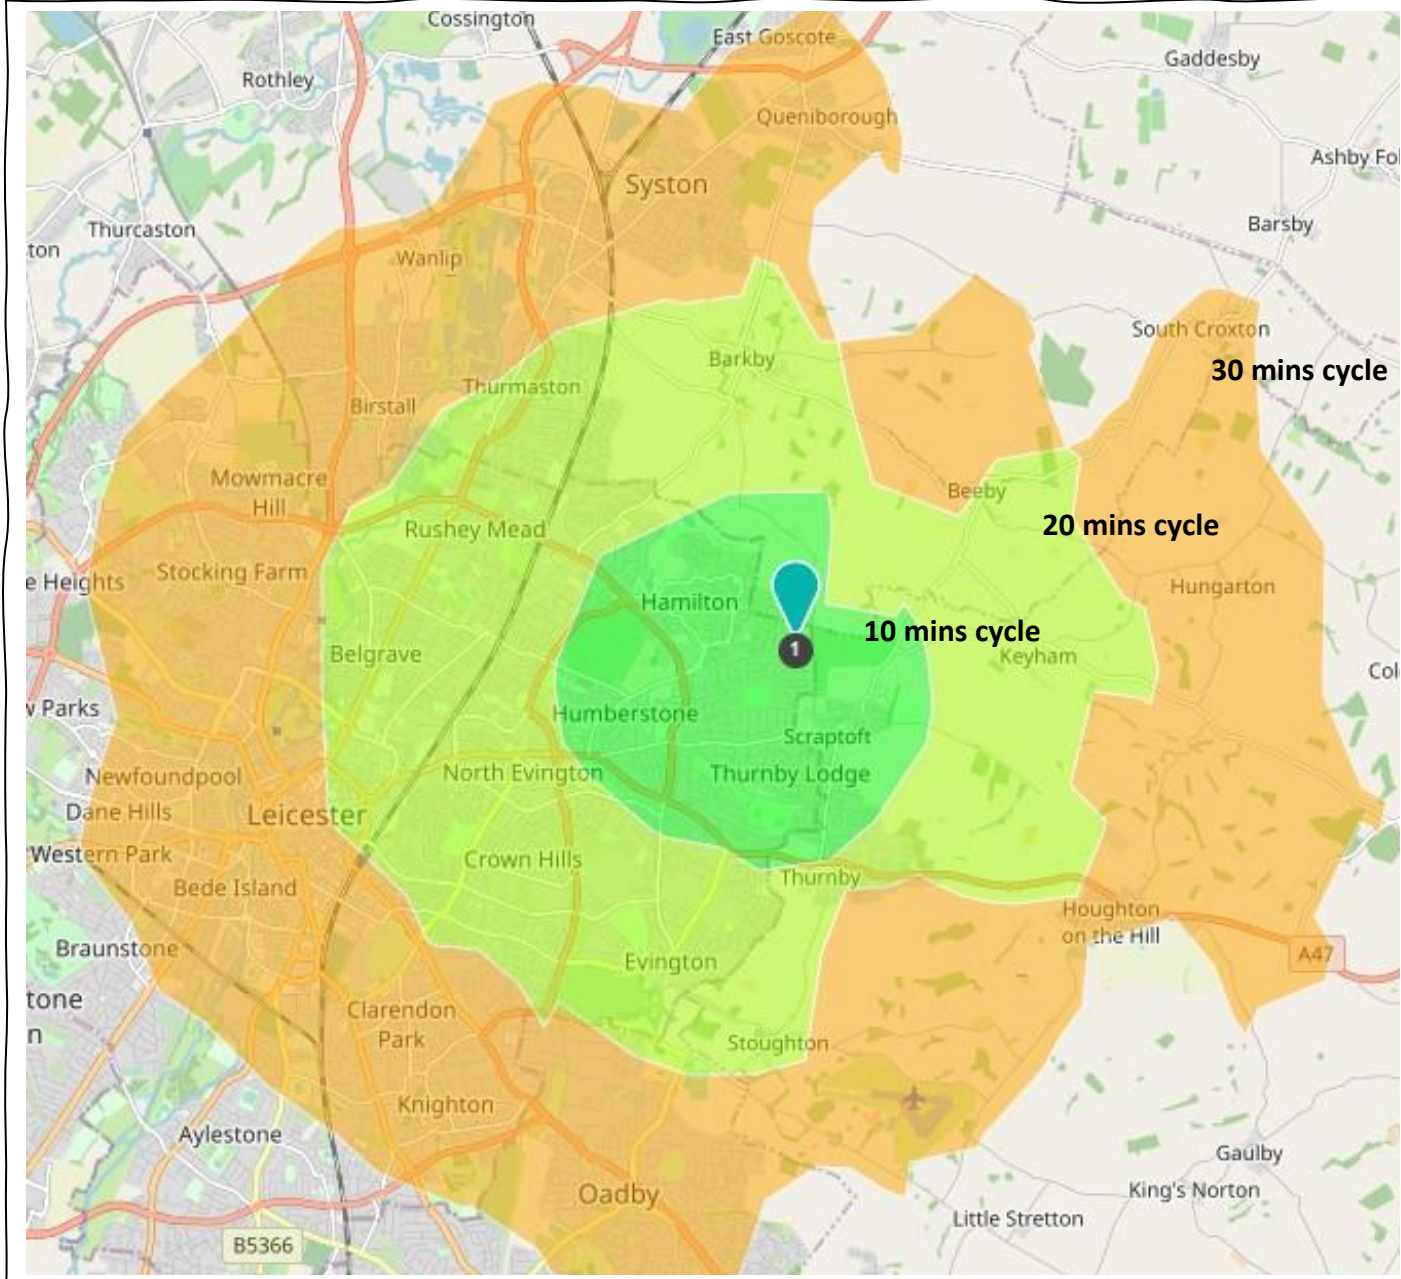 Cossington
East Goscote
Gaddesby
Rothley
Queniborough
Ashby Fo
Syston
Barsby
Thurcaston
ton
Wanlip
South Croxton
Barkby
30 mins cycle
Thurmaston
Birstall
Mowmacre
Hill
Beeby
Rushey Mead
20 mins cycle
Stocking Farm
e Heights
Hungarton
Hamilton
10 mins cycle
1
Belgrave
Keyham
Col
v Parks
Humberstone
Scraptoft
Newfoundpool
North Evington
Thurnby Lodge
Dane Hills
Leicester
Western Park
Crown Hills
Bede Island
Thurnby
Houghton
on the Hill
Braunstone
A47
Evington
tone
n
Clarendon
Park
Stoughton
Knighton
Aylestone
Gaulby
Oadby
King's Norton
Little Stretton
B5366